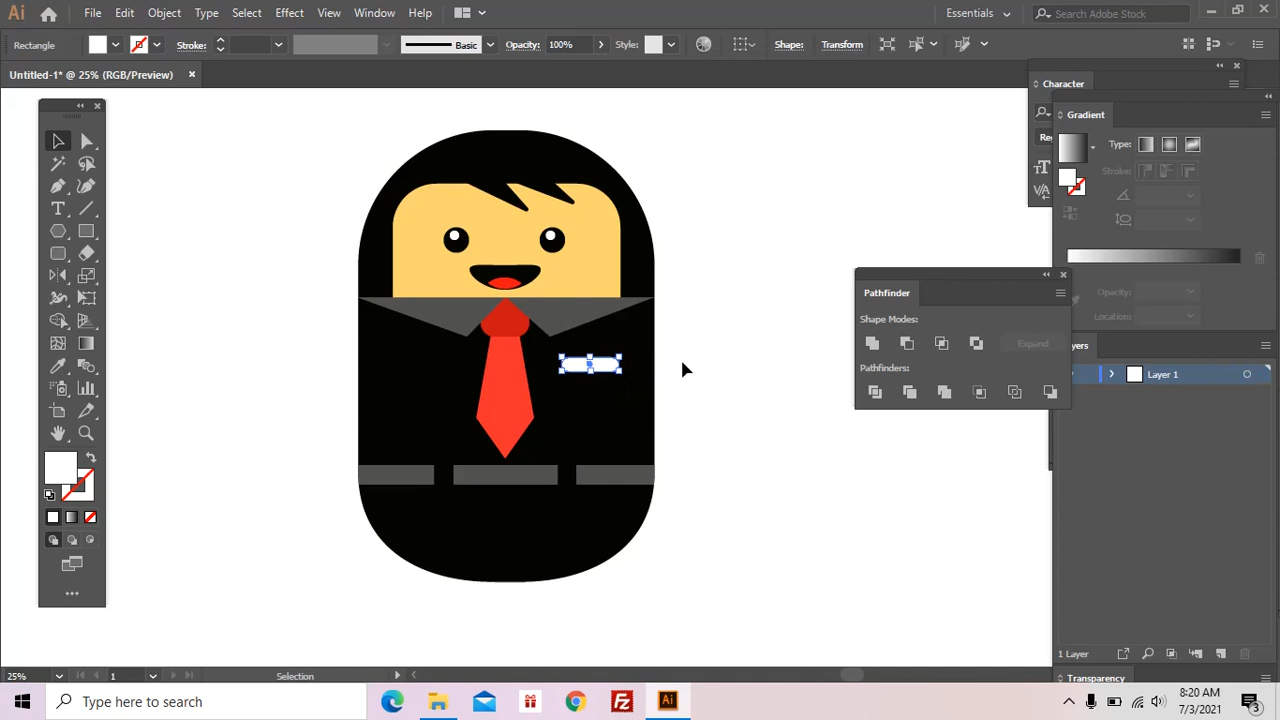 Ai File Edit Object Type Select Effect View Window Help Essentials Search Adobe Stock
Rectangle Stroke: Basic Opacity: 100% Style: Shape: Transform
Untitled-1* @ 25% (RGB/Preview)
Character
Gradient
Type:
Stroke:
Opacity:
Location:
Pathfinder
Shape Modes:
Expand
Pathfinders:
Layer 1
1 Layer
Transparency
25% 1 Selection
Type here to search
Ai
8:20 AM
7/3/2021
3